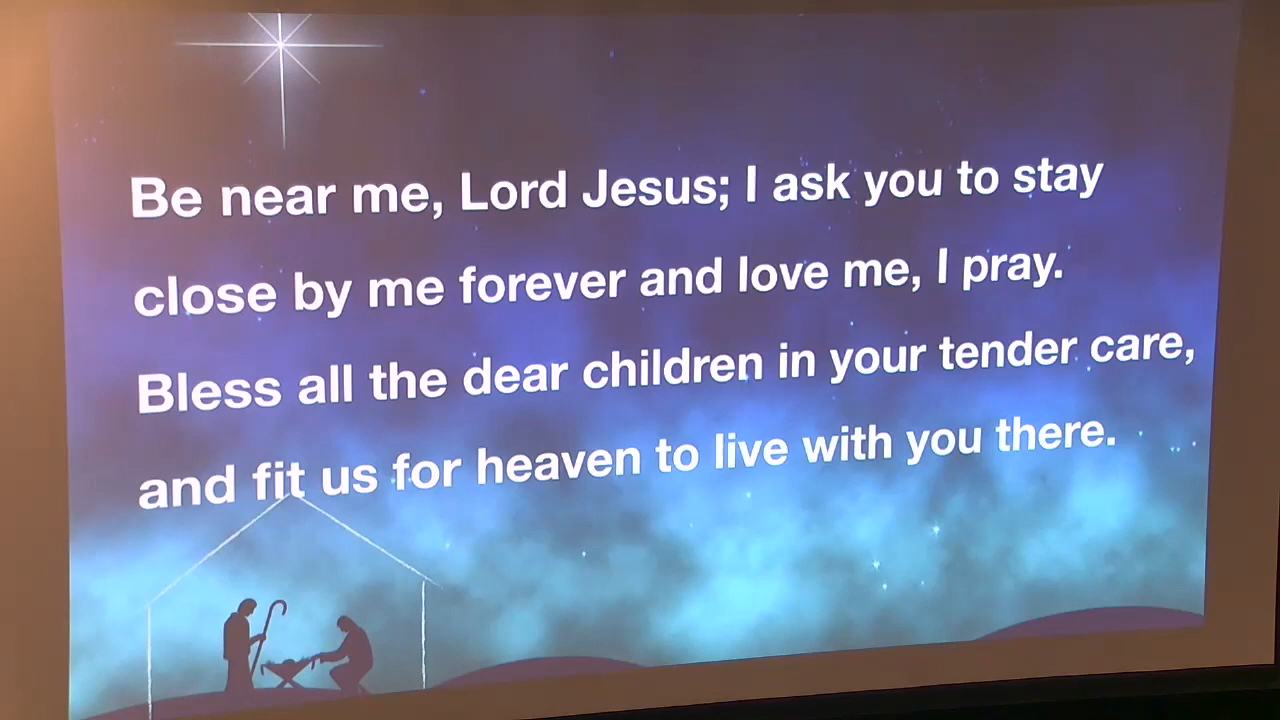 Be near me, Lord Jesus; I ask you to stay
close by me forever and love me, I pray.
Bless all the dear children in your tender care,
and fit us for heaven to live with you there.